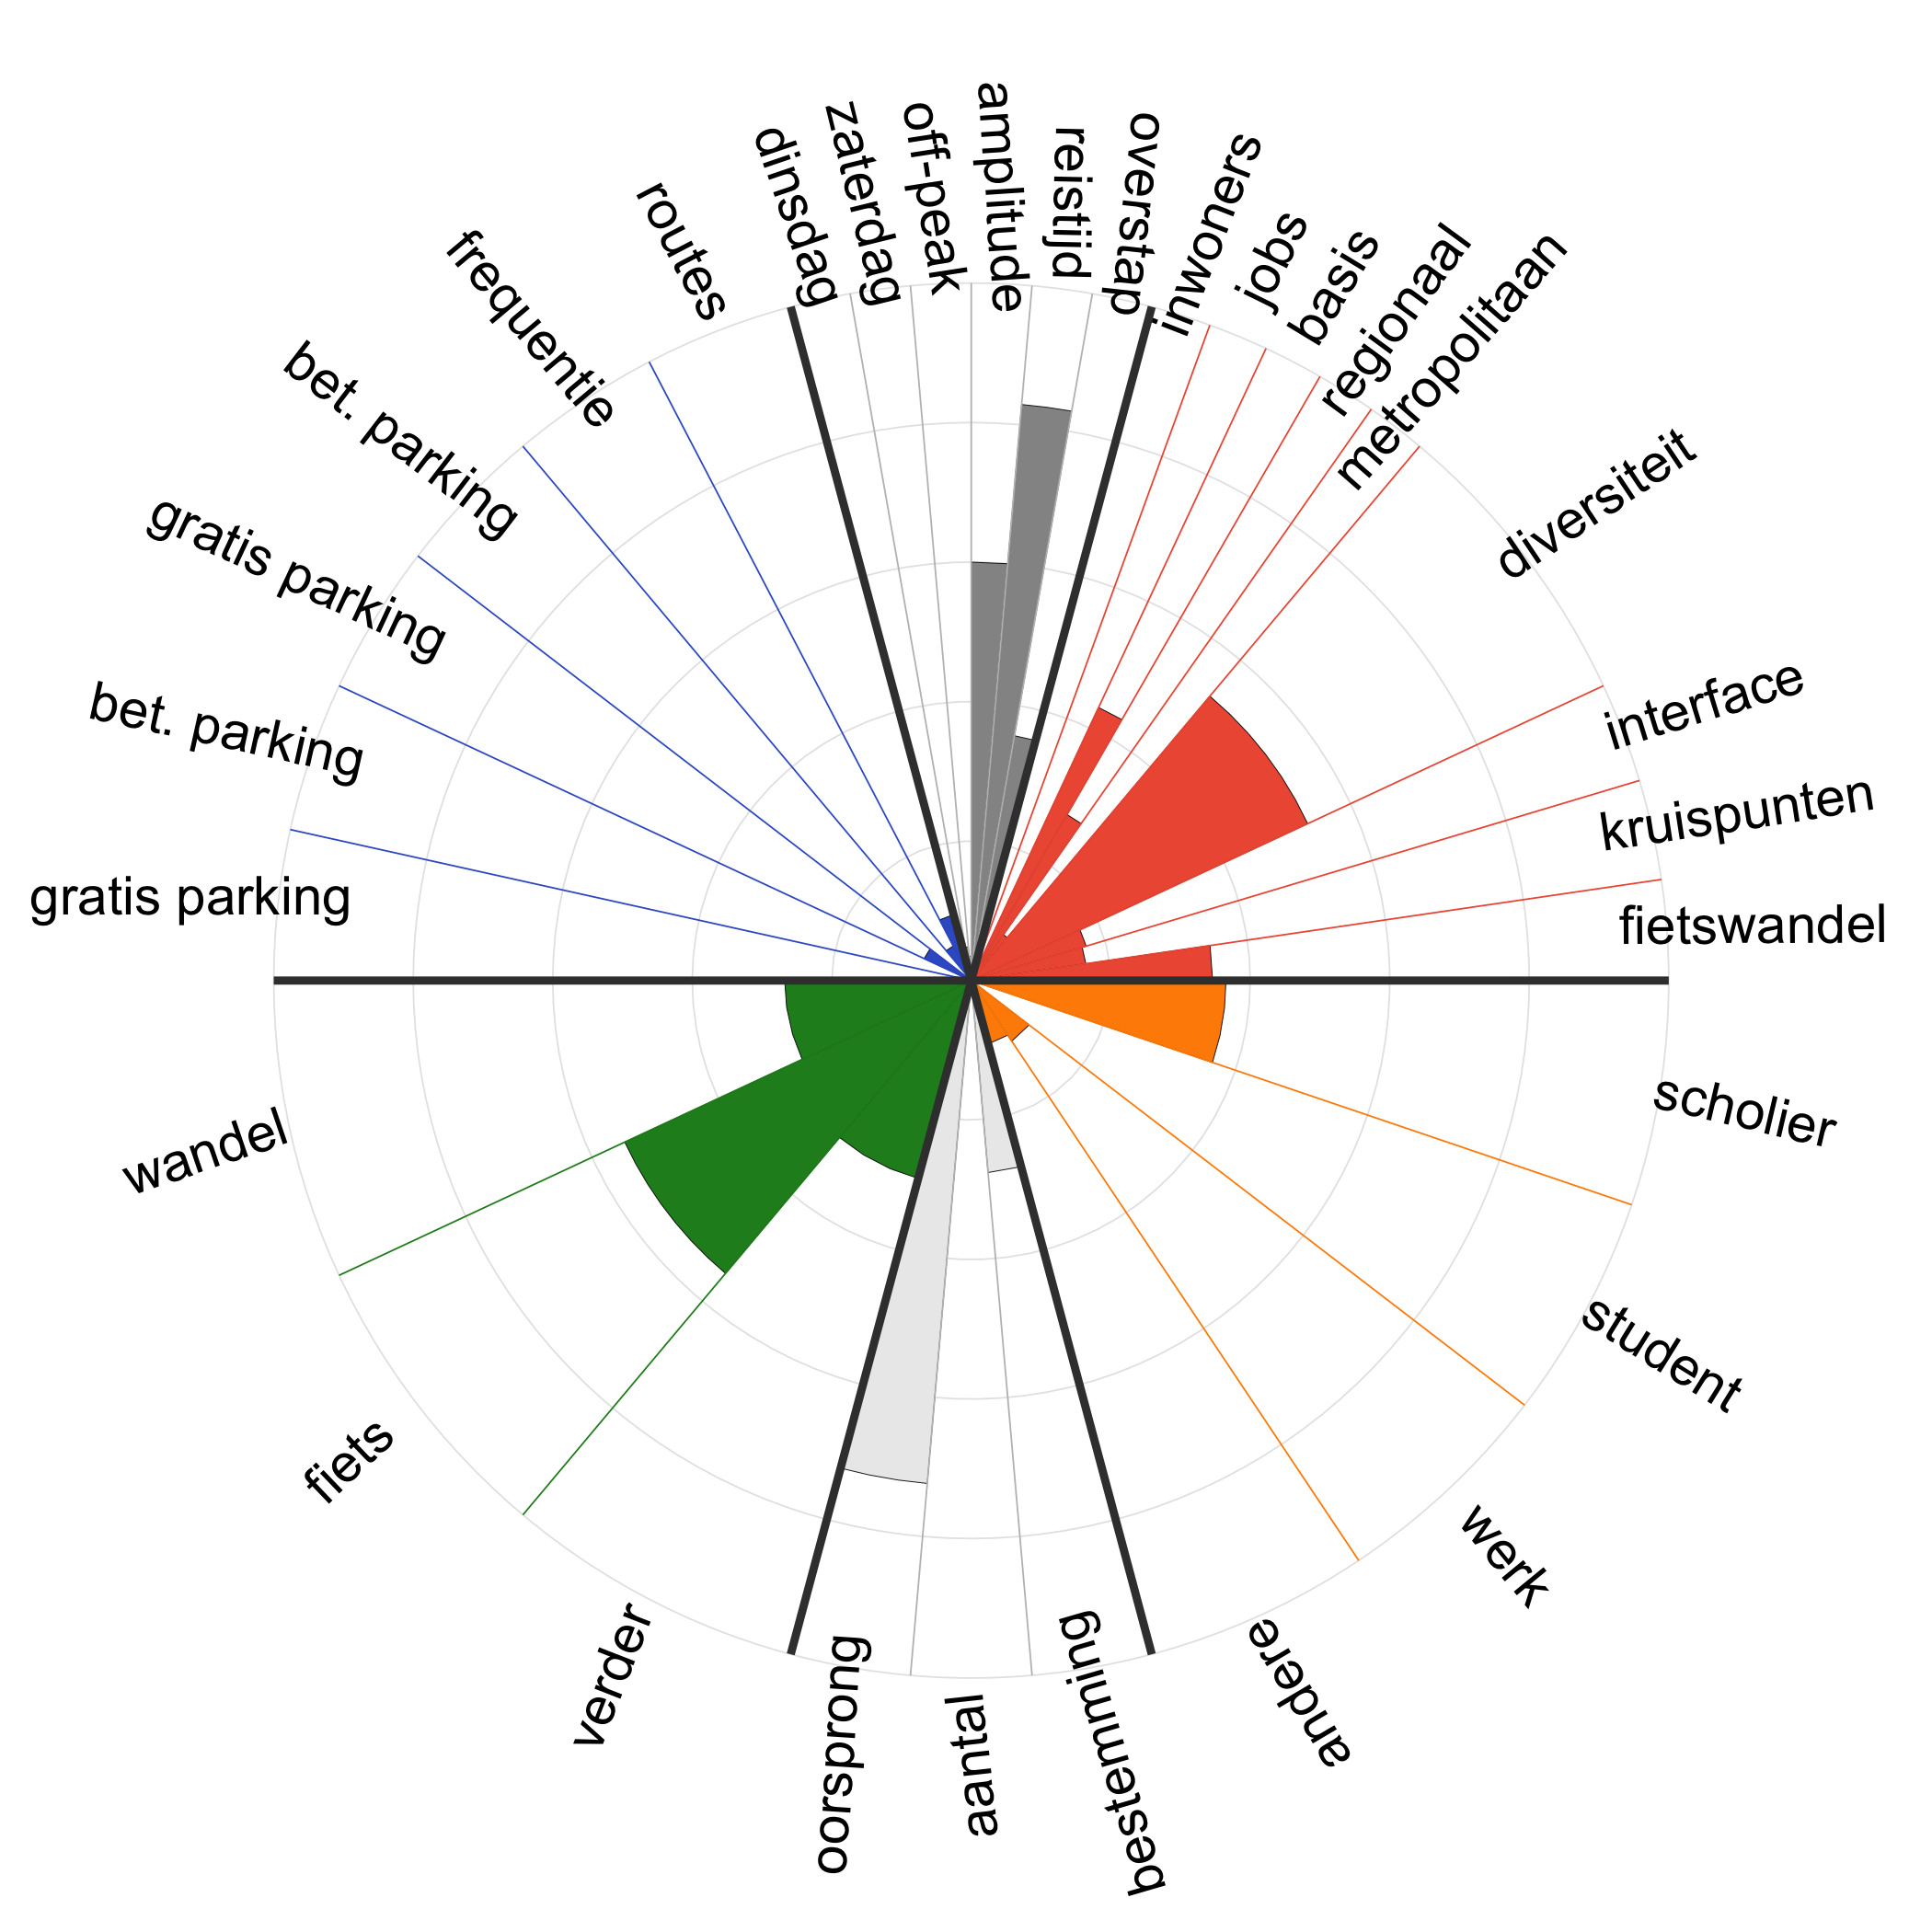 dinsdag
zaterdag
off-peak
amplitude
reistijd
overstap
inwoners
jobs
basis
regionaal
metropolitaan
diversiteit
interface
kruispunten
fietswandel
scholier
student
werk
andere
bestemming
aantal
oorsprong
verder
fiets
wandel
gratis parking
bet. parking
gratis parking
bet. parking
frequentie
routes